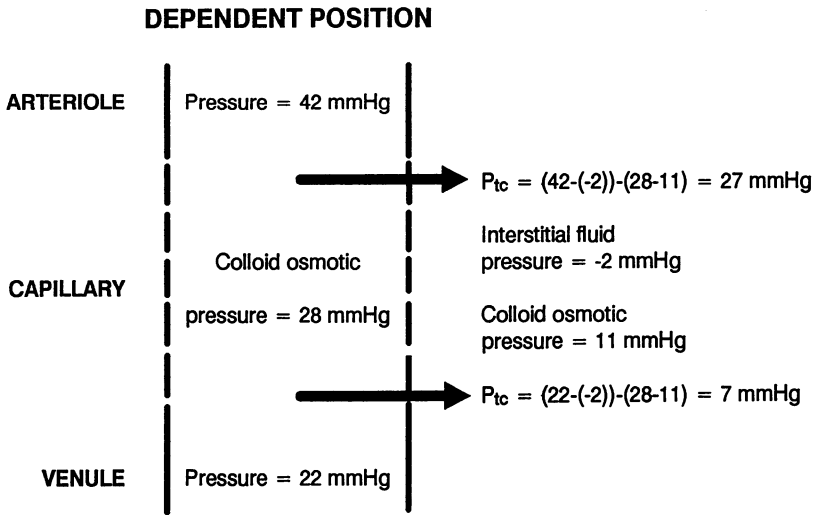 DEPENDENT POSITION
ARTERIOLE
Pressure = 42 mmHg
Ptc = (42-(-2))-(28-11) = 27 mmHg
Interstitial fluid
pressure = -2 mmHg
Colloid osmotic
CAPILLARY
pressure = 28 mmHg
Colloid osmotic
pressure = 11 mmHg
Ptc = (22-(-2))-(28-11) = 7 mmHg
VENULE
Pressure = 22 mmHg